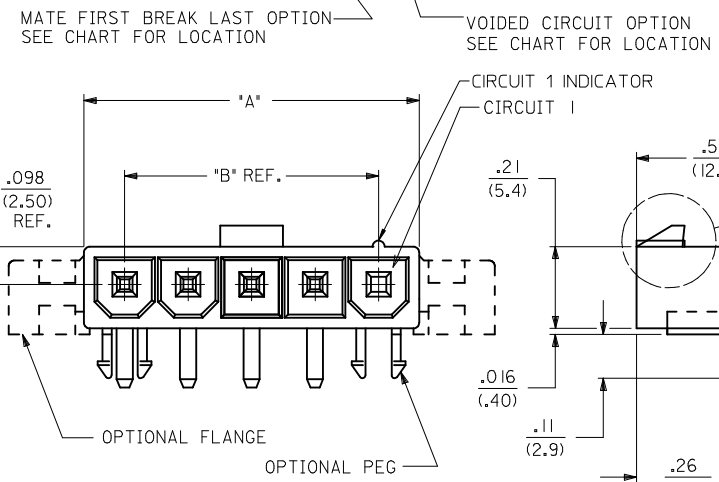 MATE FIRST BREAK LAST OPTION
SEE CHART FOR LOCATION
VOIDED CIRCUIT OPTION
SEE CHART FOR LOCATION
CIRCUIT 1 INDICATOR
CIRCUIT 1
"A"
"B" REF.
.098
(2.50)
REF.
.21
(5.4)
.5
(12.
.016
(.40)
.11
(2.9)
.26
OPTIONAL FLANGE
OPTIONAL PEG